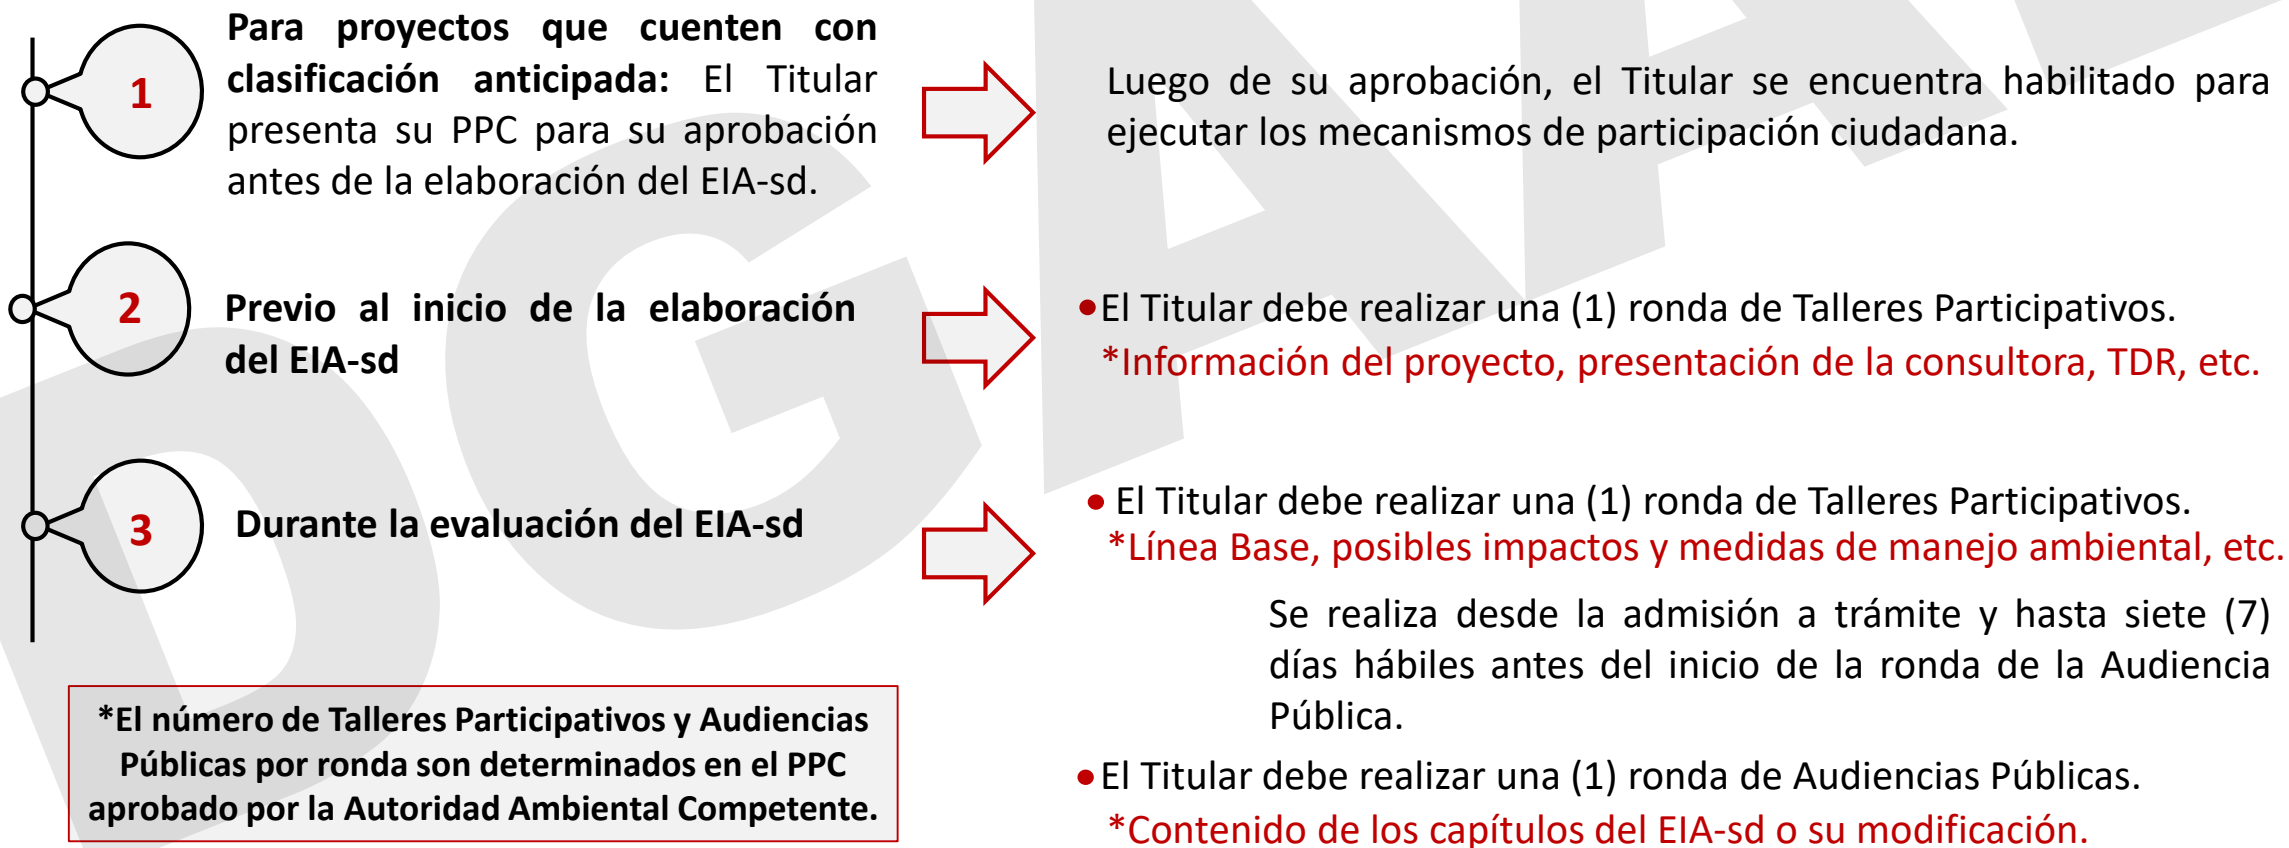 1
Para proyectos que cuenten con
clasificación anticipada: El Titular
presenta su PPC para su aprobación
antes de la elaboración del EIA-sd.
Luego de su aprobación, el Titular se encuentra habilitado para
ejecutar los mecanismos de participación ciudadana.
2
Previo al inicio de la elaboración
del EIA-sd
•El Titular debe realizar una (1) ronda de Talleres Participativos.
*Información del proyecto, presentación de la consultora, TDR, etc.
3
Durante la evaluación del EIA-sd
• El Titular debe realizar una (1) ronda de Talleres Participativos.
*Línea Base, posibles impactos y medidas de manejo ambiental, etc.
Se realiza desde la admisión a trámite y hasta siete (7)
días hábiles antes del inicio de la ronda de la Audiencia
Pública.
•El Titular debe realizar una (1) ronda de Audiencias Públicas.
*Contenido de los capítulos del EIA-sd o su modificación.
*El número de Talleres Participativos y Audiencias
Públicas por ronda son determinados en el PPC
aprobado por la Autoridad Ambiental Competente.